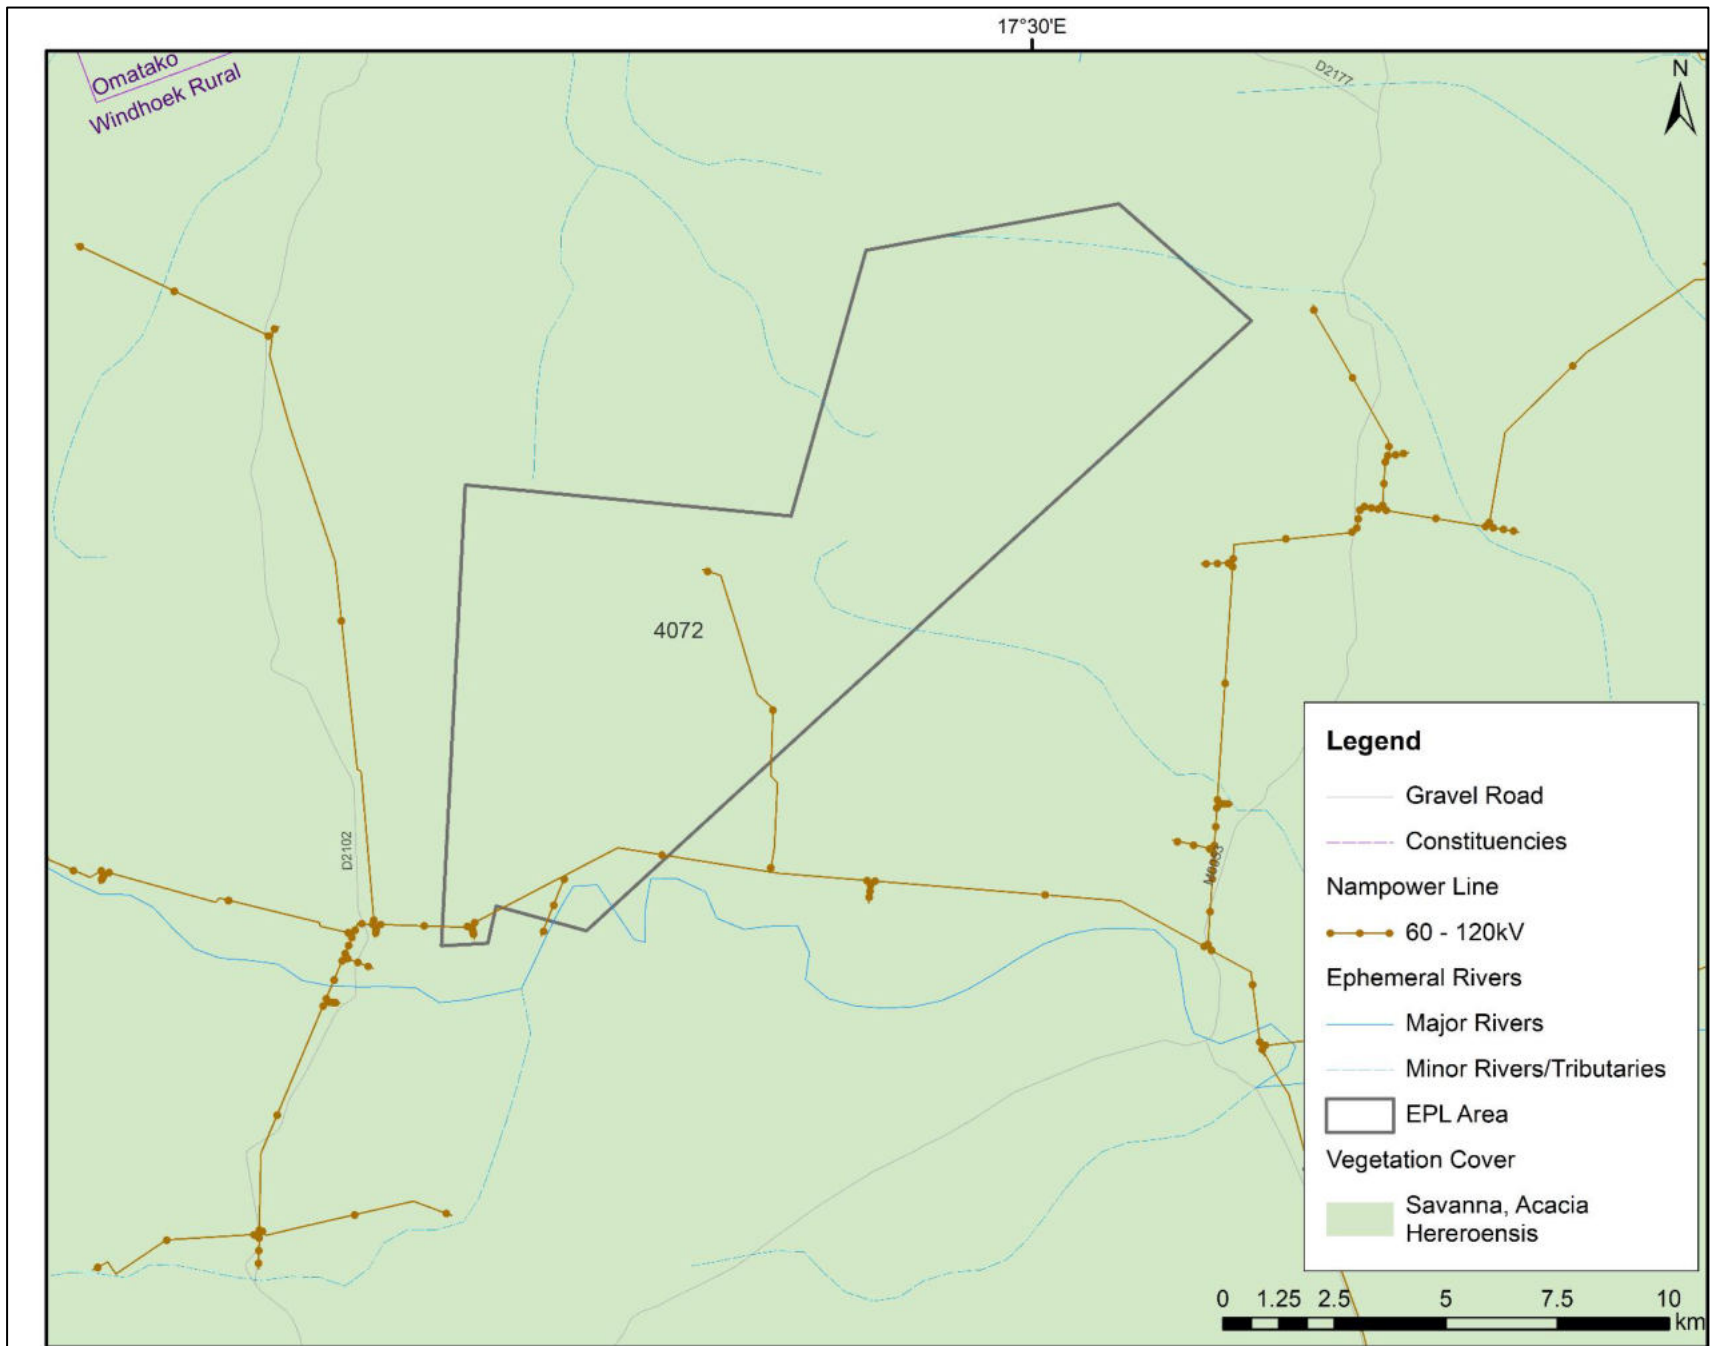 17°30'E
Omatako
Windhoek Rural
D2177
N
4072
D2102
Legend
Gravel Road
Constituencies
Nampower Line
60 - 120kV
Ephemeral Rivers
Major Rivers
Minor Rivers/Tributaries
EPL Area
Vegetation Cover
Savanna, Acacia
Hereroensis
0 1.25 2.5 5 7.5 10
km